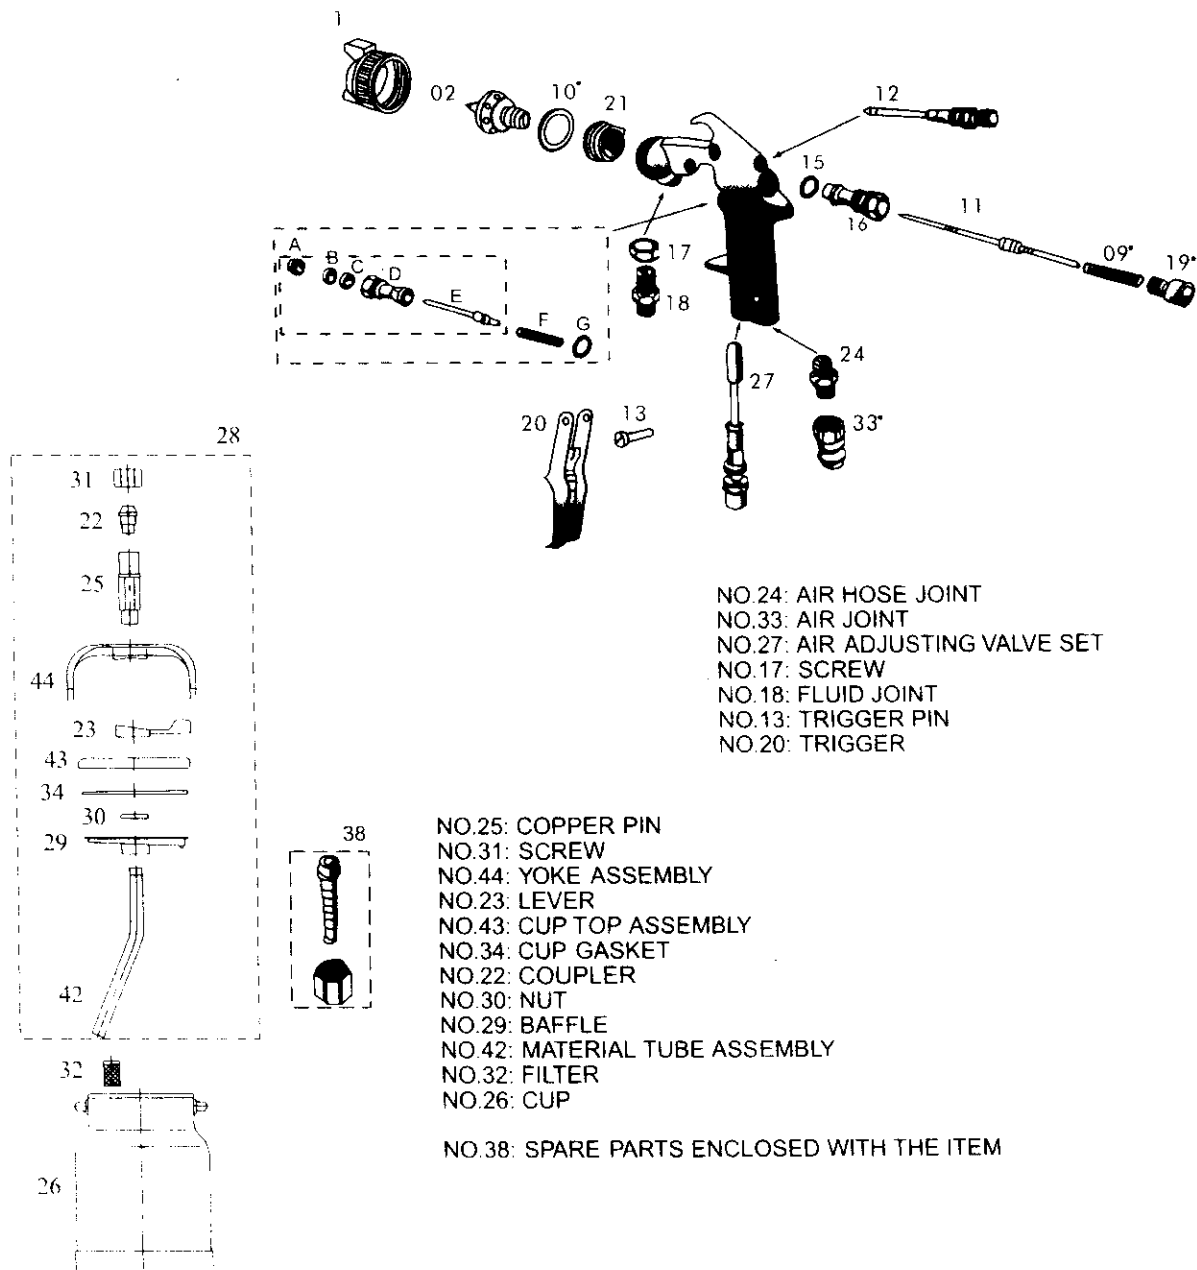 1
02
10*
21
12
15
16
11
09*
19*
A
B
C
D
E
F
G
17
18
27
24
33*
20
13
28
31
22
25
44
23
43
34
30
29
42
32
26
38
NO.24: AIR HOSE JOINT
NO.33: AIR JOINT
NO.27: AIR ADJUSTING VALVE SET
NO.17: SCREW
NO.18: FLUID JOINT
NO.13: TRIGGER PIN
NO.20: TRIGGER
NO.25: COPPER PIN
NO.31: SCREW
NO.44: YOKE ASSEMBLY
NO.23: LEVER
NO.43: CUP TOP ASSEMBLY
NO.34: CUP GASKET
NO.22: COUPLER
NO.30: NUT
NO.29: BAFFLE
NO.42: MATERIAL TUBE ASSEMBLY
NO.32: FILTER
NO.26: CUP
NO.38: SPARE PARTS ENCLOSED WITH THE ITEM